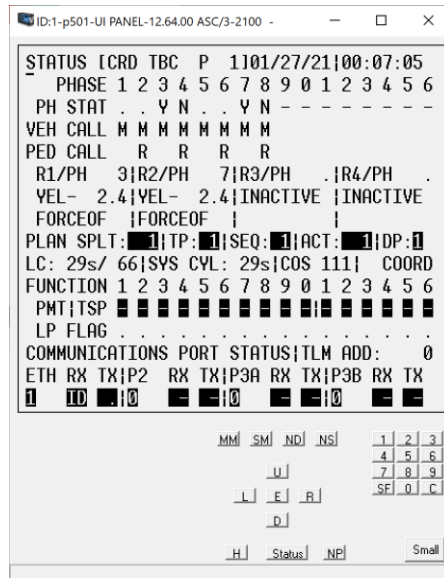 ID:1-p501-UI PANEL-12.64.00 ASC/3-2100 -
STATUS [CRD TBC P 1]01/27/21|00:07:05
PHASE 1 2 3 4 5 6 7 8 9 0 1 2 3 4 5 6
PH STAT . . Y N . . Y N - - - - - - - -
VEH CALL M M M M M M M M
PED CALL R R R R
R1/PH 3|R2/PH 7|R3/PH .|R4/PH .
YEL- 2.4|YEL- 2.4|INACTIVE |INACTIVE
FORCEOF |FORCEOF | |
PLAN SPLT: 1|TP: 1|SEQ: 1|ACT: 1|DP:1
LC: 29s/ 66|SYS CYL: 29s|COS 111| COORD
FUNCTION 1 2 3 4 5 6 7 8 9 0 1 2 3 4 5 6
PMT|TSP - - - - - - - - - -|- - - - - -
LP FLAG . . . . . . . . . . . . . . . .
COMMUNICATIONS PORT STATUS|TLM ADD: 0
ETH RX TX|P2 RX TX|P3A RX TX|P3B RX TX
1 ID .|0 - -|0 - -|0 - -
MM SM ND NS 1 2 3
4 5 6
U 7 8 9
L E R SF 0 C
D
H Status NP Small